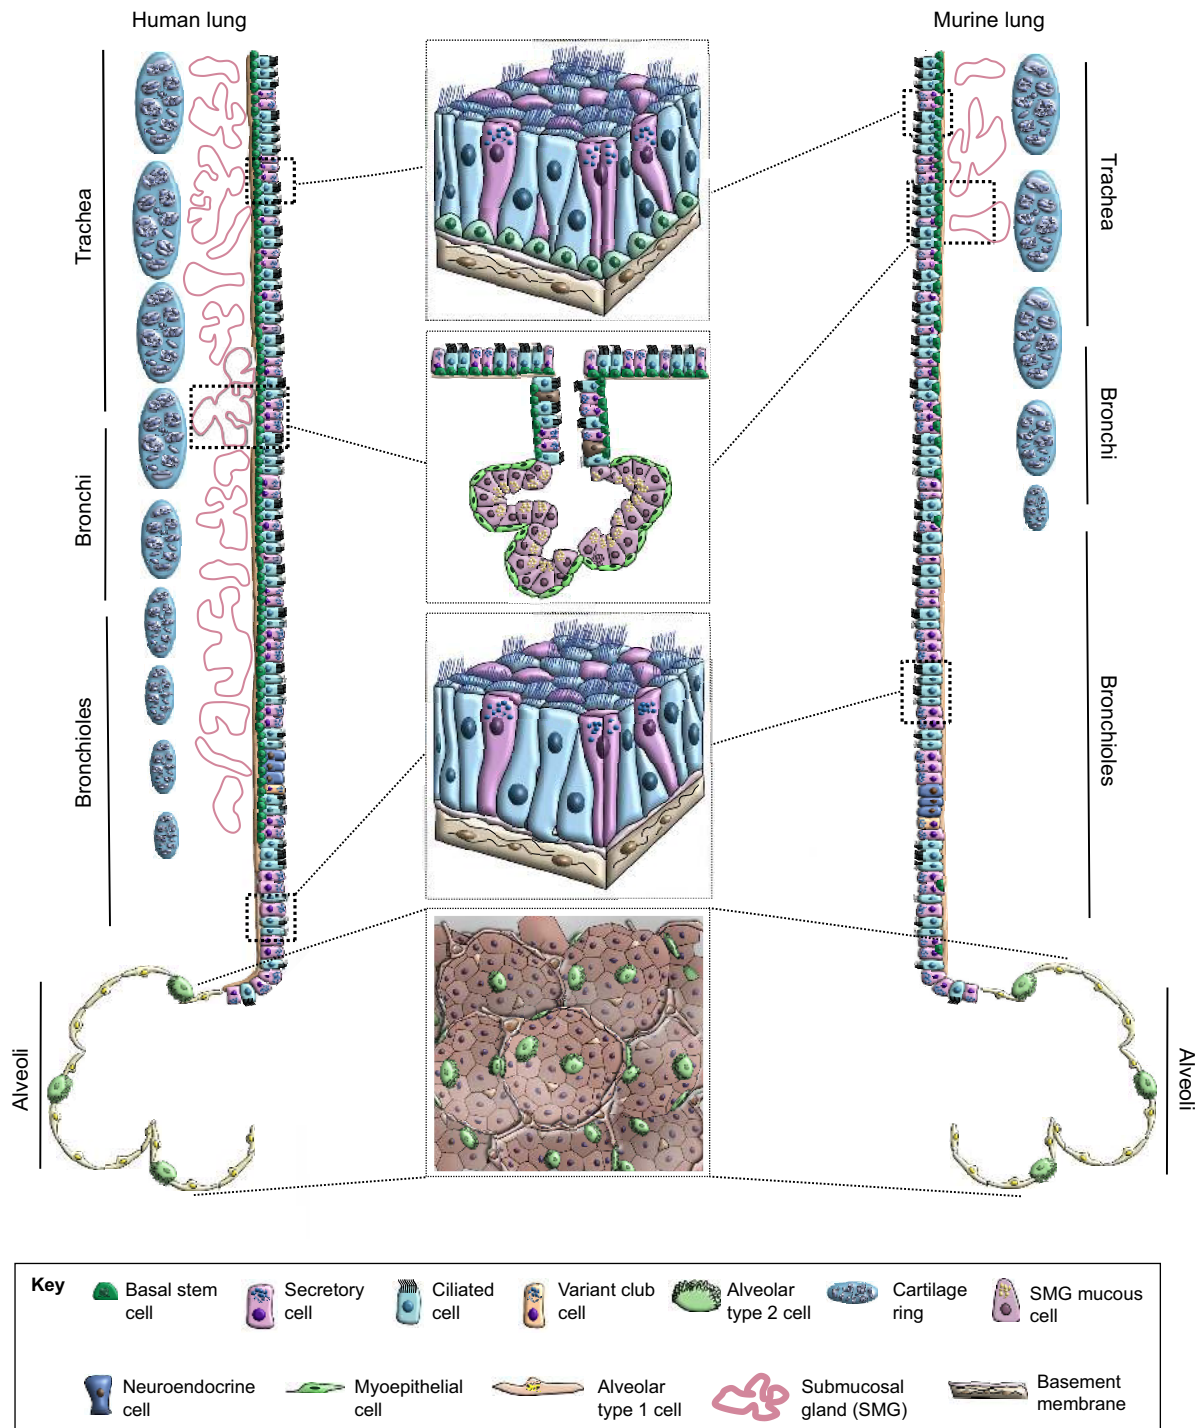 Human lung
Murine lung
Trachea
Bronchi
Bronchioles
Alveoli
Trachea
Bronchi
Bronchioles
Alveoli
Key
Basal stem
cell
Secretory
cell
Ciliated
cell
Variant club
cell
Alveolar
type 2 cell
Cartilage
ring
SMG mucous
cell
Neuroendocrine
cell
Myoepithelial
cell
Alveolar
type 1 cell
Submucosal
gland (SMG)
Basement
membrane